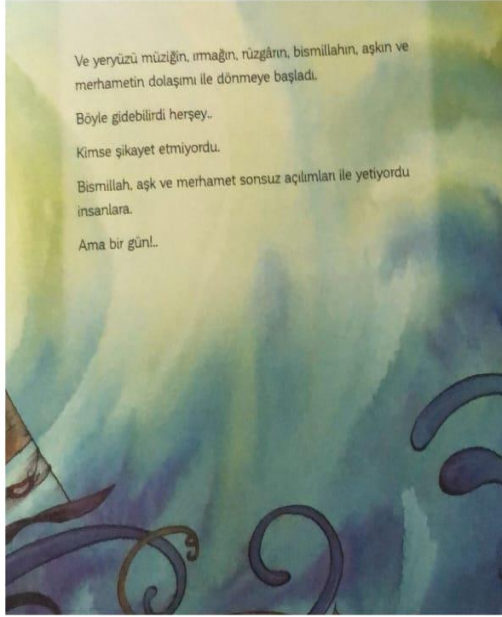 Ve yeryüzü müziğin, ırmağın, rüzgârın, bismillahın, aşkın ve
merhametin dolaşımı ile dönmeye başladı.
Böyle gidebilirdi herşey..
Kimse şikayet etmiyordu.
Bismillah, aşk ve merhamet sonsuz açılımları ile yetiyordu
insanlara.
Ama bir gün!..